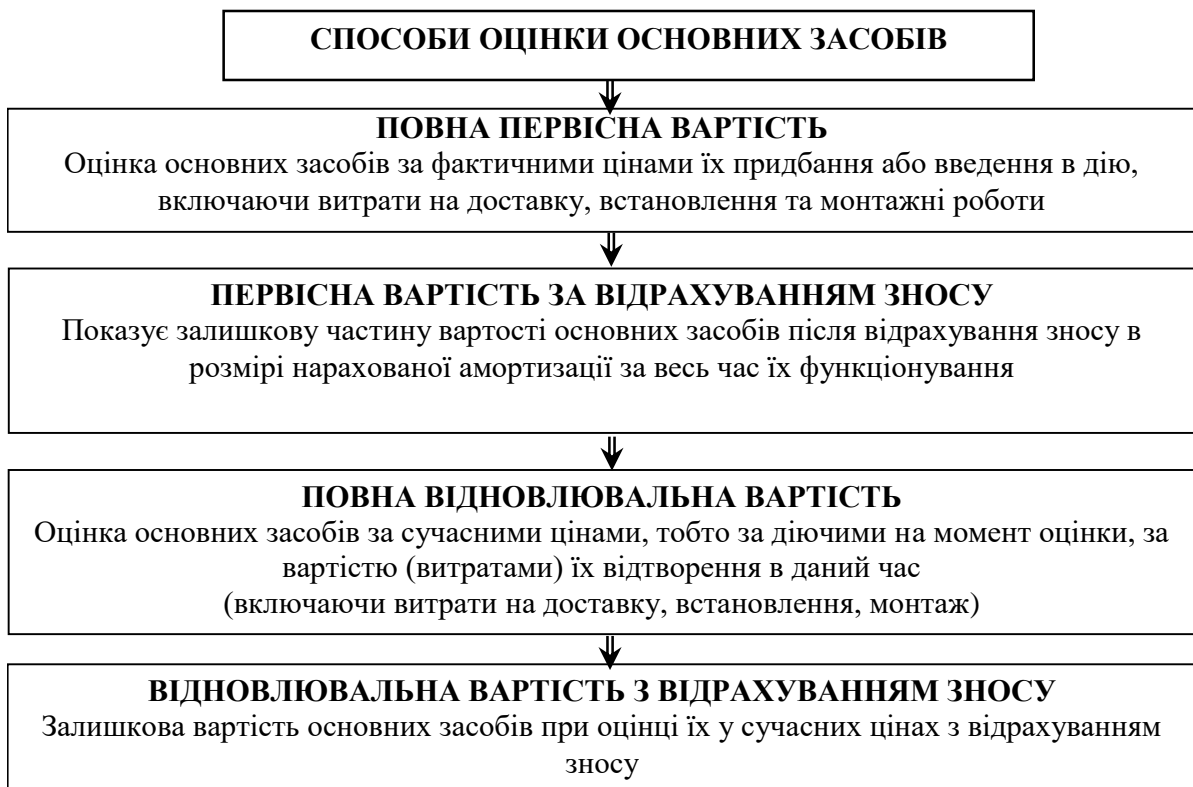 СПОСОБИ ОЦІНКИ ОСНОВНИХ ЗАСОБІВ
ПОВНА ПЕРВІСНА ВАРТІСТЬ
Оцінка основних засобів за фактичними цінами їх придбання або введення в дію,
включаючи витрати на доставку, встановлення та монтажні роботи
ПЕРВІСНА ВАРТІСТЬ ЗА ВІДРАХУВАННЯМ ЗНОСУ
Показує залишкову частину вартості основних засобів після відрахування зносу в
розмірі нарахованої амортизації за весь час їх функціонування
ПОВНА ВІДНОВЛЮВАЛЬНА ВАРТІСТЬ
Оцінка основних засобів за сучасними цінами, тобто за діючими на момент оцінки, за
вартістю (витратами) їх відтворення в даний час
(включаючи витрати на доставку, встановлення, монтаж)
ВІДНОВЛЮВАЛЬНА ВАРТІСТЬ З ВІДРАХУВАННЯМ ЗНОСУ
Залишкова вартість основних засобів при оцінці їх у сучасних цінах з відрахуванням
зносу